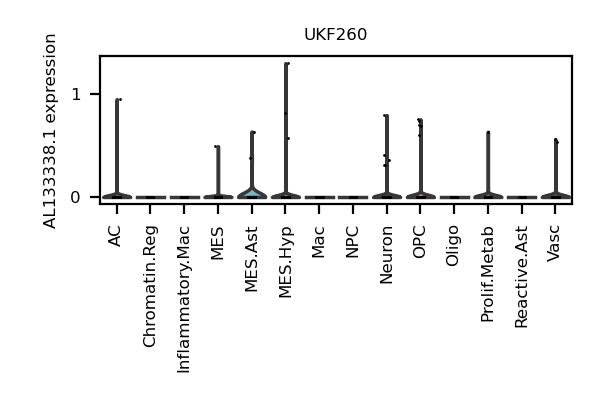 UKF260
AL133338.1 expression
1
0
AC
Chromatin.Reg
Inflammatory.Mac
MES
MES.Ast
MES.Hyp
Mac
NPC
Neuron
OPC
Oligo
Prolif.Metab
Reactive.Ast
Vasc